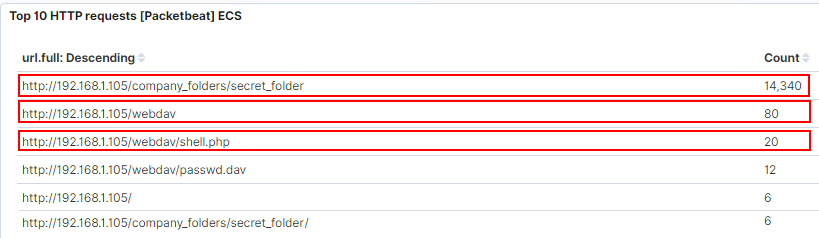 Top 10 HTTP requests [Packetbeat] ECS
url.full: Descending Count
http://192.168.1.105/company_folders/secret_folder 14,340
http://192.168.1.105/webdav 80
http://192.168.1.105/webdav/shell.php 20
http://192.168.1.105/webdav/passwd.dav 12
http://192.168.1.105/ 6
http://192.168.1.105/company_folders/secret_folder/ 6